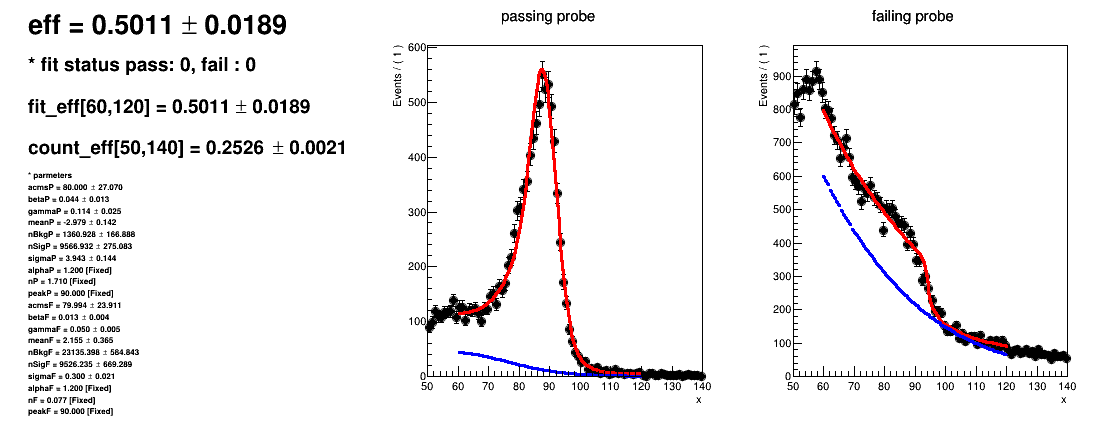 eff = 0.5011 ± 0.0189
* fit status pass: 0, fail : 0
fit_eff[60,120] = 0.5011 ± 0.0189
count_eff[50,140] = 0.2526 ± 0.0021
* parmeters
acmsP = 80.000 ± 27.070
betaP = 0.044 ± 0.013
gammaP = 0.114 ± 0.025
meanP = -2.979 ± 0.142
nBkgP = 1360.928 ± 166.888
nSigP = 9566.932 ± 275.083
sigmaP = 3.943 ± 0.144
alphaP = 1.200 [Fixed]
nP = 1.710 [Fixed]
peakP = 90.000 [Fixed]
acmsF = 79.994 ± 23.911
betaF = 0.013 ± 0.004
gammaF = 0.050 ± 0.005
meanF = 2.155 ± 0.365
nBkgF = 23135.398 ± 584.843
nSigF = 9526.235 ± 669.289
sigmaF = 0.300 ± 0.021
alphaF = 1.200 [Fixed]
nF = 0.077 [Fixed]
peakF = 90.000 [Fixed]
passing probe
Events / ( 1 )
600
500
400
300
200
100
0
50 60 70 80 90 100 110 120 130 140
x
failing probe
Events / ( 1 )
900
800
700
600
500
400
300
200
100
0
50 60 70 80 90 100 110 120 130 140
x